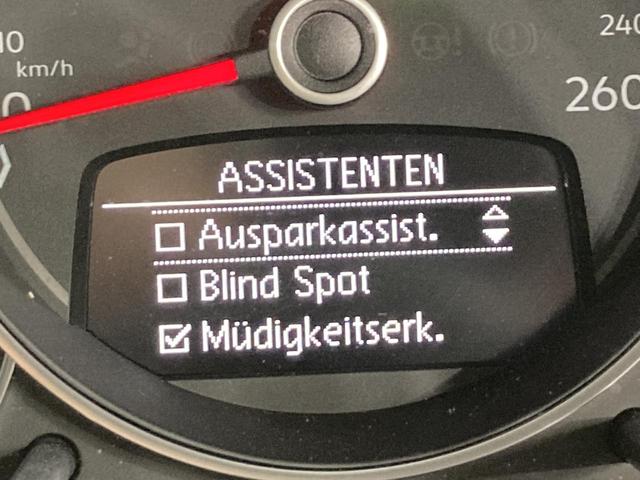 240
km/h
260
ASSISTENTEN
Ausparkassist.
Blind Spot
Müdigkeitserk.